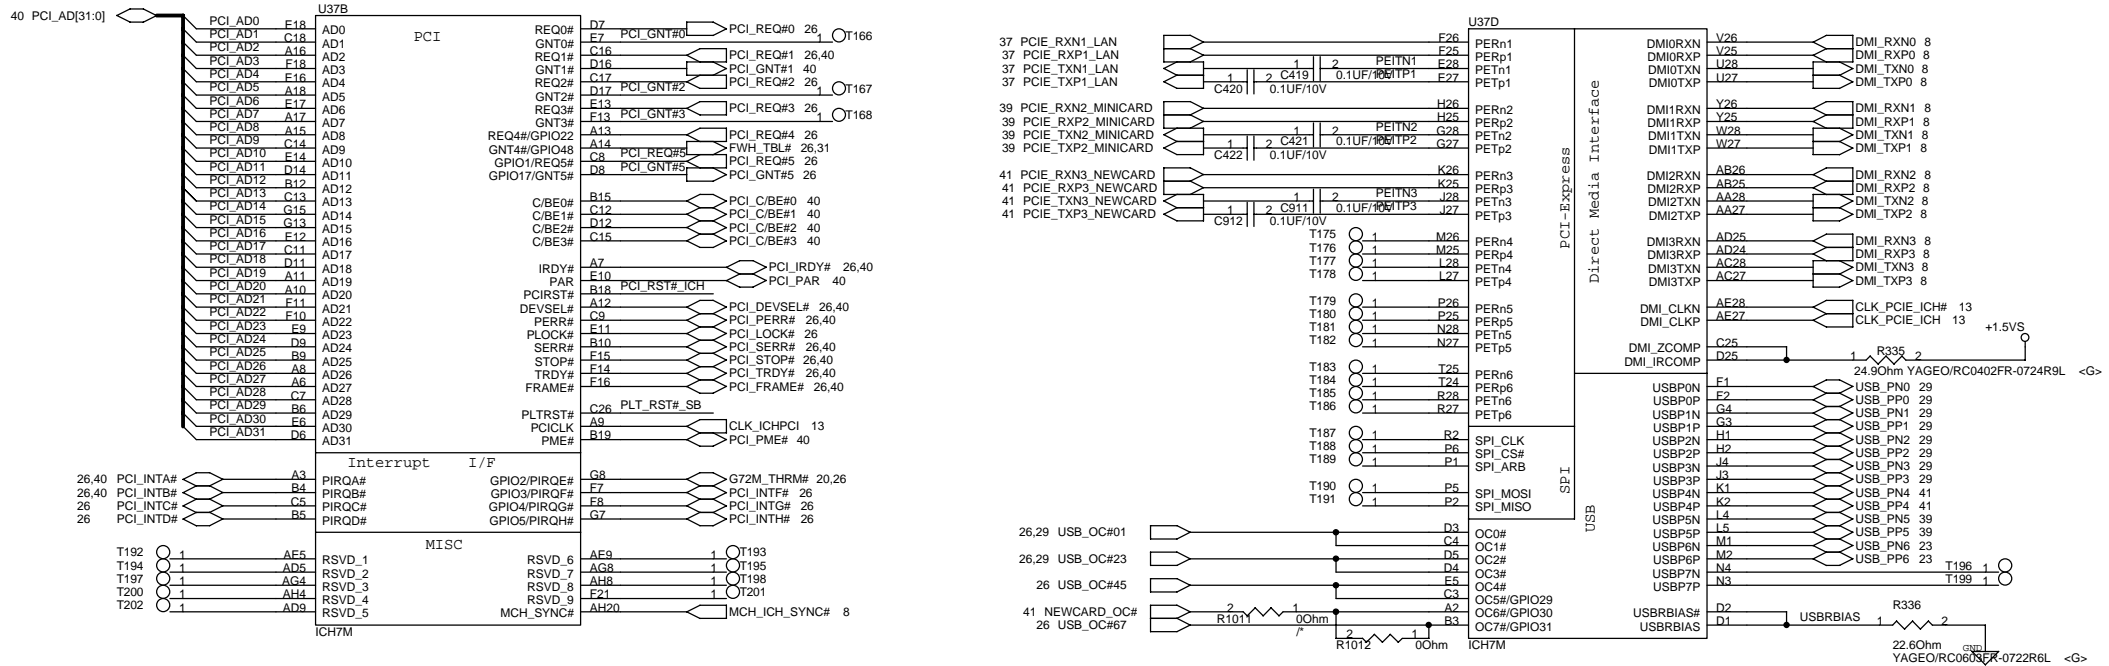 U37B
PCI
40 PCI_AD[31:0]
PCI_AD0 E18 AD0
PCI_AD1 C18 AD1
PCI_AD2 A16 AD2
PCI_AD3 F18 AD3
PCI_AD4 E16 AD4
PCI_AD5 A18 AD5
PCI_AD6 E17 AD6
PCI_AD7 A17 AD7
PCI_AD8 A15 AD8
PCI_AD9 C14 AD9
PCI_AD10 E14 AD10
PCI_AD11 D14 AD11
PCI_AD12 B12 AD12
PCI_AD13 C13 AD13
PCI_AD14 G15 AD14
PCI_AD15 G13 AD15
PCI_AD16 E12 AD16
PCI_AD17 C11 AD17
PCI_AD18 D11 AD18
PCI_AD19 A11 AD19
PCI_AD20 A10 AD20
PCI_AD21 F11 AD21
PCI_AD22 F10 AD22
PCI_AD23 E9 AD23
PCI_AD24 D9 AD24
PCI_AD25 B9 AD25
PCI_AD26 A8 AD26
PCI_AD27 A6 AD27
PCI_AD28 C7 AD28
PCI_AD29 B6 AD29
PCI_AD30 E6 AD30
PCI_AD31 D6 AD31
REQ0# D7 PCI_REQ#0 26
GNT0# E7 PCI_GNT#0 1 T166
REQ1# C16 PCI_REQ#1 26,40
GNT1# D16 PCI_GNT#1 40
REQ2# C17 PCI_REQ#2 26
GNT2# D17 PCI_GNT#2 1 T167
REQ3# E13 PCI_REQ#3 26
GNT3# F13 PCI_GNT#3 1 T168
REQ4#/GPIO22 A13 PCI_REQ#4 26
GNT4#/GPIO48 A14 FWH_TBL# 26,31
GPIO1/REQ5# C8 PCI_REQ#5 PCI_REQ#5 26
GPIO17/GNT5# D8 PCI_GNT#5 PCI_GNT#5 26
C/BE0# B15 PCI_C/BE#0 40
C/BE1# C12 PCI_C/BE#1 40
C/BE2# D12 PCI_C/BE#2 40
C/BE3# C15 PCI_C/BE#3 40
IRDY# A7 PCI_IRDY# 26,40
PAR E10 PCI_PAR 40
PCIRST# B18 PCI_RST_ICH
DEVSEL# A12 PCI_DEVSEL# 26,40
PERR# C9 PCI_PERR# 26,40
PLOCK# E11 PCI_LOCK# 26
SERR# B10 PCI_SERR# 26,40
STOP# F15 PCI_STOP# 26,40
TRDY# F14 PCI_TRDY# 26,40
FRAME# F16 PCI_FRAME# 26,40
PLTRST# C26 PLT_RST#_SB
PCICLK A9 CLK_ICHPCI 13
PME# B19 PCI_PME# 40
Interrupt I/F
26,40 PCI_INTA# A3 PIRQA#
26,40 PCI_INTB# B4 PIRQB#
26 PCI_INTC# C5 PIRQC#
26 PCI_INTD# B5 PIRQD#
GPIO2/PIRQE# G8 G72M_THRM# 20,26
GPIO3/PIRQF# F7 PCI_INTF# 26
GPIO4/PIRQG# F8 PCI_INTG# 26
GPIO5/PIRQH# G7 PCI_INTH# 26
MISC
T192 1 AE5 RSVD_1
T194 1 AD5 RSVD_2
T197 1 AG4 RSVD_3
T200 1 AH4 RSVD_4
T202 1 AD9 RSVD_5
RSVD_6 AE9 1 T193
RSVD_7 AG8 1 T195
RSVD_8 AH8 1 T198
RSVD_9 F21 1 T201
MCH_SYNC# AH20 MCH_ICH_SYNC# 8
ICH7M
U37D
37 PCIE_RXN1_LAN F26 PERn1
37 PCIE_RXP1_LAN F25 PERp1
37 PCIE_TXN1_LAN 1 C419 2 0.1UF/10V PEITN1 E28 PETn1
37 PCIE_TXP1_LAN 1 C420 2 0.1UF/10V PEITP1 E27 PETp1
39 PCIE_RXN2_MINICARD H26 PERn2
39 PCIE_RXP2_MINICARD H25 PERp2
39 PCIE_TXN2_MINICARD 1 C421 2 0.1UF/10V PEITN2 G28 PETn2
39 PCIE_TXP2_MINICARD 1 C422 2 0.1UF/10V PEITP2 G27 PETp2
41 PCIE_RXN3_NEWCARD K26 PERn3
41 PCIE_RXP3_NEWCARD K25 PERp3
41 PCIE_TXN3_NEWCARD 1 C911 2 0.1UF/10V PEITN3 J28 PETn3
41 PCIE_TXP3_NEWCARD 1 C912 2 0.1UF/10V PEITP3 J27 PETp3
T175 1 M26 PERn4
T176 1 M25 PERp4
T177 1 L28 PETn4
T178 1 L27 PETp4
T179 1 P26 PERn5
T180 1 P25 PERp5
T181 1 N28 PETn5
T182 1 N27 PETp5
T183 1 T25 PERn6
T184 1 T24 PERp6
T185 1 R28 PETn6
T186 1 R27 PETp6
T187 1 R2 SPI_CLK
T188 1 P6 SPI_CS#
T189 1 P1 SPI_ARB
T190 1 P5 SPI_MOSI
T191 1 P2 SPI_MISO
26,29 USB_OC#01 D3 OC0#
C4 OC1#
26,29 USB_OC#23 D5 OC2#
D4 OC3#
26 USB_OC#45 E5 OC4#
C3 OC5#/GPIO29
41 NEWCARD_OC# 2 R1011 1 0Ohm /* A2 OC6#/GPIO30
26 USB_OC#67 B3 OC7#/GPIO31
2 R1012 1 0Ohm
PCI-Express
Direct Media Interface
SPI
USB
DMI0RXN V26 DMI_RXN0 8
DMI0RXP V25 DMI_RXP0 8
DMI0TXN U28 DMI_TXN0 8
DMI0TXP U27 DMI_TXP0 8
DMI1RXN Y26 DMI_RXN1 8
DMI1RXP Y25 DMI_RXP1 8
DMI1TXN W28 DMI_TXN1 8
DMI1TXP W27 DMI_TXP1 8
DMI2RXN AB26 DMI_RXN2 8
DMI2RXP AB25 DMI_RXP2 8
DMI2TXN AA28 DMI_TXN2 8
DMI2TXP AA27 DMI_TXP2 8
DMI3RXN AD25 DMI_RXN3 8
DMI3RXP AD24 DMI_RXP3 8
DMI3TXN AC28 DMI_TXN3 8
DMI3TXP AC27 DMI_TXP3 8
DMI_CLKN AE28 CLK_PCIE_ICH# 13
DMI_CLKP AE27 CLK_PCIE_ICH 13
+1.5VS
DMI_ZCOMP C25
DMI_IRCOMP D25 1 R335 2
24.9Ohm YAGEO/RC0402FR-0724R9L <G>
USBP0N F1 USB_PN0 29
USBP0P F2 USB_PP0 29
USBP1N G4 USB_PN1 29
USBP1P G3 USB_PP1 29
USBP2N H1 USB_PN2 29
USBP2P H2 USB_PP2 29
USBP3N J4 USB_PN3 29
USBP3P J3 USB_PP3 29
USBP4N K1 USB_PN4 41
USBP4P K2 USB_PP4 41
USBP5N L4 USB_PN5 39
USBP5P L5 USB_PP5 39
USBP6N M1 USB_PN6 23
USBP6P M2 USB_PP6 23
USBP7N N4 T196 1
USBP7P N3 T199 1
USBRBIAS# D2
USBRBIAS D1 USBRBIAS 1 R336 2
22.6Ohm GND
YAGEO/RC0603FR-0722R6L <G>
ICH7M